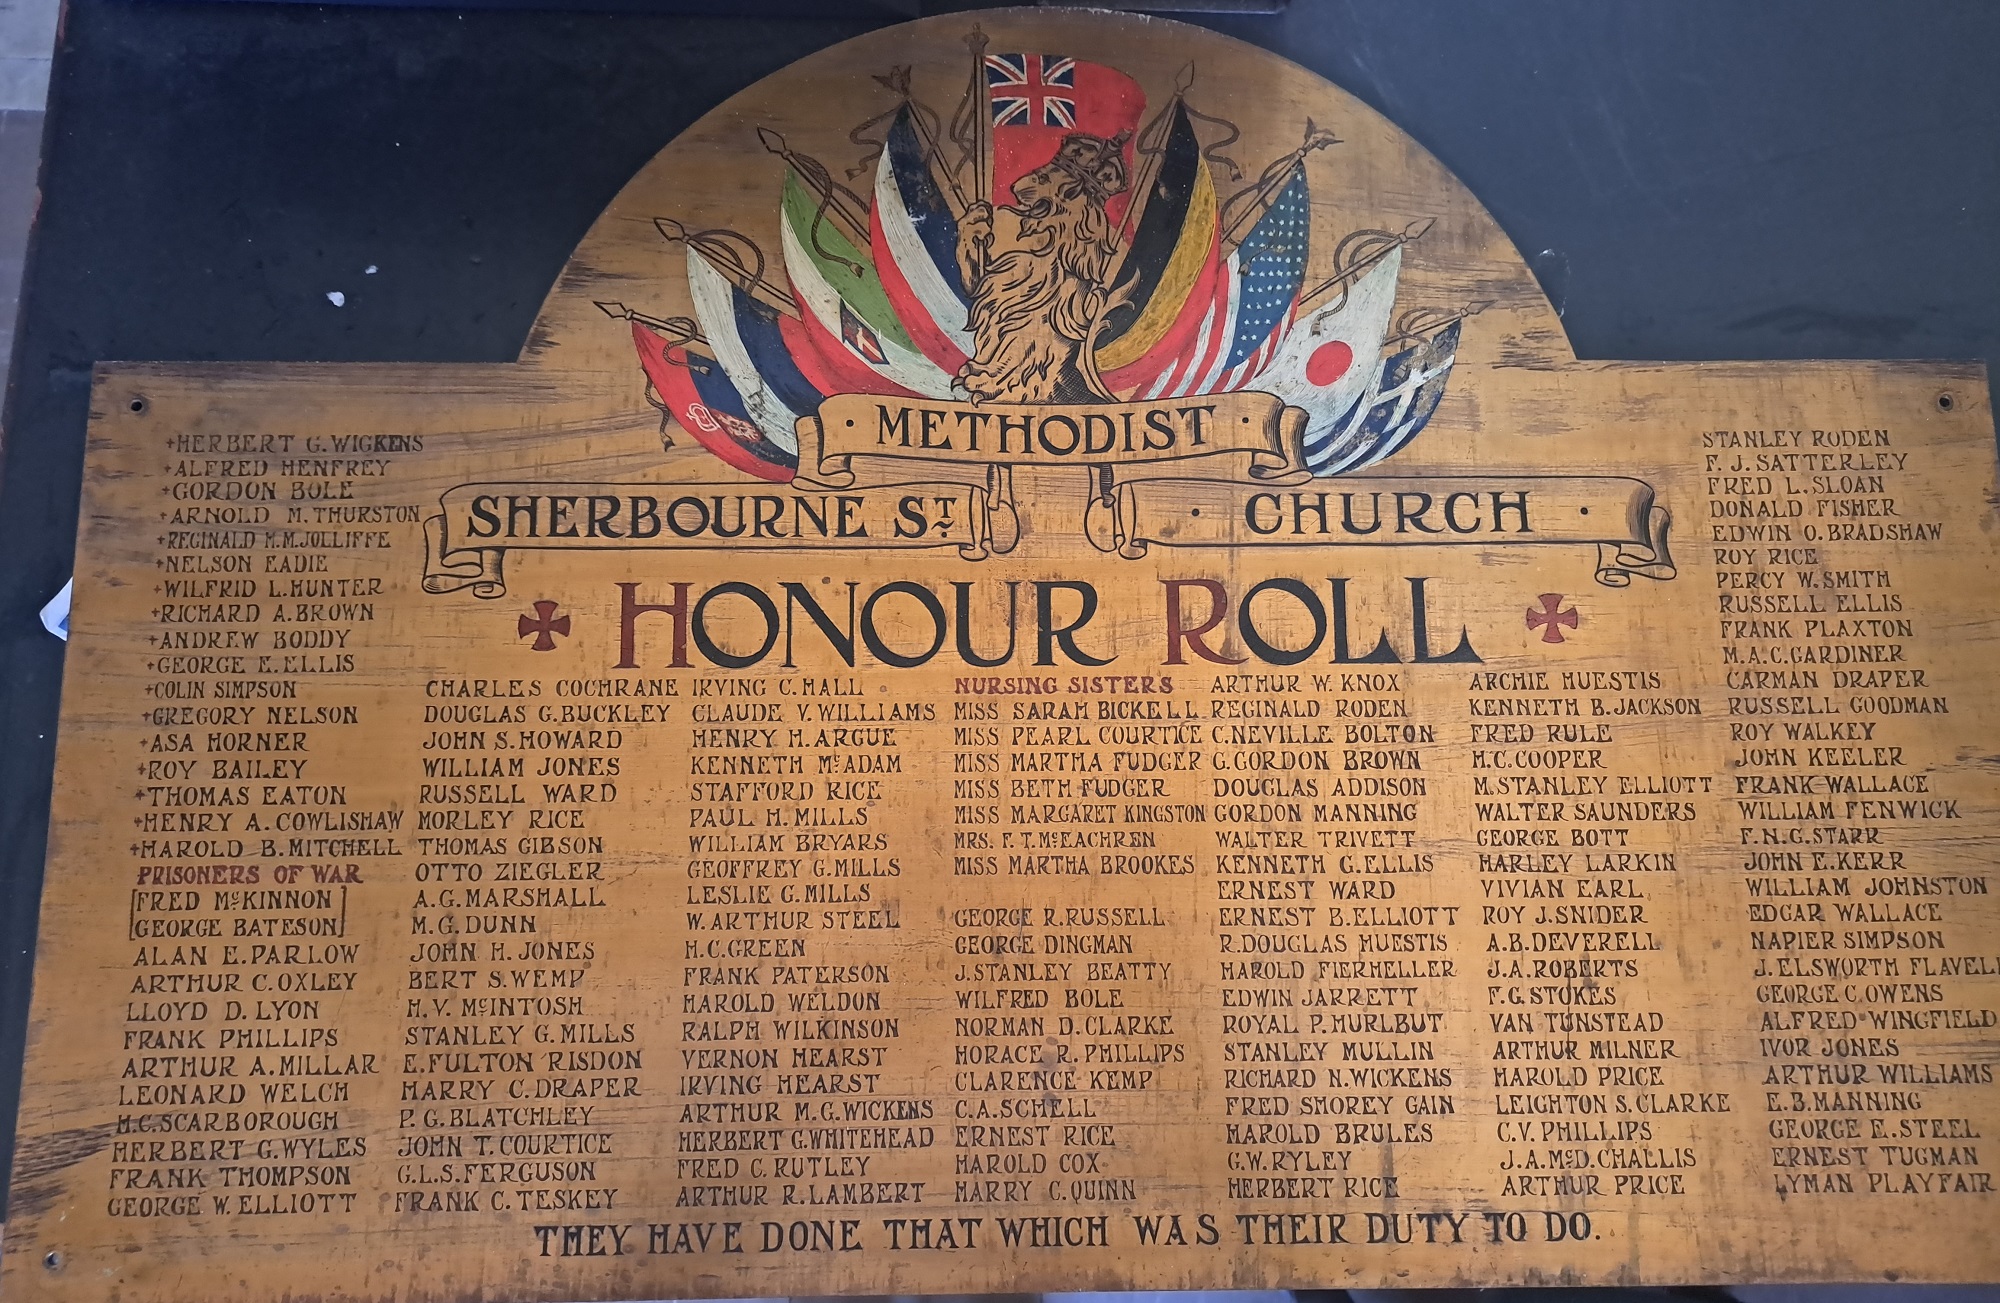 · METHODIST ·
SHERBOURNE ST. · CHURCH ·
HONOUR ROLL
+HERBERT G. WICKENS
+ALFRED HENFREY
+GORDON BOLE
+ARNOLD M. THURSTON
+REGINALD H.M. JOLLIFFE
+NELSON EADIE
+WILFRID L. HUNTER
+RICHARD A. BROWN
+ANDREW BODDY
+GEORGE E. ELLIS
+COLIN SIMPSON
+GREGORY NELSON
+ASA HORNER
+ROY BAILEY
+THOMAS EATON
+HENRY A. COWLISHAW
+HAROLD B. MITCHELL
PRISONERS OF WAR
[FRED McKINNON]
[GEORGE BATESON]
ALAN E. PARLOW
ARTHUR C. OXLEY
LLOYD D. LYON
FRANK PHILLIPS
ARTHUR A. MILLAR
LEONARD WELCH
H.C. SCARBOROUGH
HERBERT G. WYLES
FRANK THOMPSON
GEORGE W. ELLIOTT
CHARLES COCHRANE
DOUGLAS G. BUCKLEY
JOHN S. HOWARD
WILLIAM JONES
RUSSELL WARD
MORLEY RICE
THOMAS GIBSON
OTTO ZIEGLER
A.G. MARSHALL
M.G. DUNN
JOHN H. JONES
BERT S. WEMP
H.V. McINTOSH
STANLEY G. MILLS
E. FULTON RISDON
HARRY C. DRAPER
P.G. BLATCHLEY
JOHN T. COURTICE
G.L.S. FERGUSON
FRANK C. TESKEY
IRVING C. HALL
CLAUDE V. WILLIAMS
HENRY H. ARGUE
KENNETH McADAM
STAFFORD RICE
PAUL H. MILLS
WILLIAM BRYARS
GEOFFREY G. MILLS
LESLIE G. MILLS
W. ARTHUR STEEL
H.C. GREEN
FRANK PATERSON
HAROLD WELDON
RALPH WILKINSON
VERNON HEARST
IRVING HEARST
ARTHUR M.G. WICKENS
HERBERT G. WHITEHEAD
FRED C. RUTLEY
ARTHUR R. LAMBERT
NURSING SISTERS
MISS SARAH BICKELL
MISS PEARL COURTICE
MISS MARTHA FUDGER
MISS BETH FUDGER
MISS MARGARET KINGSTON
MRS. F. T. McEACHREN
MISS MARTHA BROOKES
GEORGE R. RUSSELL
GEORGE DINGMAN
J. STANLEY BEATTY
WILFRED BOLE
NORMAN D. CLARKE
HORACE R. PHILLIPS
CLARENCE KEMP
C.A. SCHELL
ERNEST RICE
HAROLD COX
HARRY C. QUINN
ARTHUR W. KNOX
REGINALD RODEN
C. NEVILLE BOLTON
G. GORDON BROWN
DOUGLAS ADDISON
GORDON MANNING
WALTER TRIVETT
KENNETH G. ELLIS
ERNEST WARD
ERNEST B. ELLIOTT
R. DOUGLAS HUESTIS
HAROLD FIERHELLER
EDWIN JARRETT
ROYAL P. HURLBUT
STANLEY MULLIN
RICHARD N. WICKENS
FRED SHOREY GAIN
HAROLD BRULES
G.W. RYLEY
HERBERT RICE
ARCHIE HUESTIS
KENNETH B. JACKSON
FRED RULE
H.C. COOPER
M. STANLEY ELLIOTT
WALTER SAUNDERS
GEORGE BOTT
HARLEY LARKIN
VIVIAN EARL
ROY J. SNIDER
A.B. DEVERELL
J.A. ROBERTS
F.G. STOKES
VAN TUNSTEAD
ARTHUR MILNER
HAROLD PRICE
LEIGHTON S. CLARKE
C.V. PHILLIPS
J.A. McD. CHALLIS
ARTHUR PRICE
STANLEY RODEN
F. J. SATTERLEY
FRED L. SLOAN
DONALD FISHER
EDWIN O. BRADSHAW
ROY RICE
PERCY W. SMITH
RUSSELL ELLIS
FRANK PLAXTON
M.A.C. GARDINER
CARMAN DRAPER
RUSSELL GOODMAN
ROY WALKEY
JOHN KEELER
FRANK WALLACE
WILLIAM FENWICK
F.N.G. STARR
JOHN E. KERR
WILLIAM JOHNSTON
EDGAR WALLACE
NAPIER SIMPSON
J. ELSWORTH FLAVELL
GEORGE C. OWENS
ALFRED WINGFIELD
IVOR JONES
ARTHUR WILLIAMS
E.B. MANNING
GEORGE E. STEEL
ERNEST TUGMAN
LYMAN PLAYFAIR
THEY HAVE DONE THAT WHICH WAS THEIR DUTY TO DO.